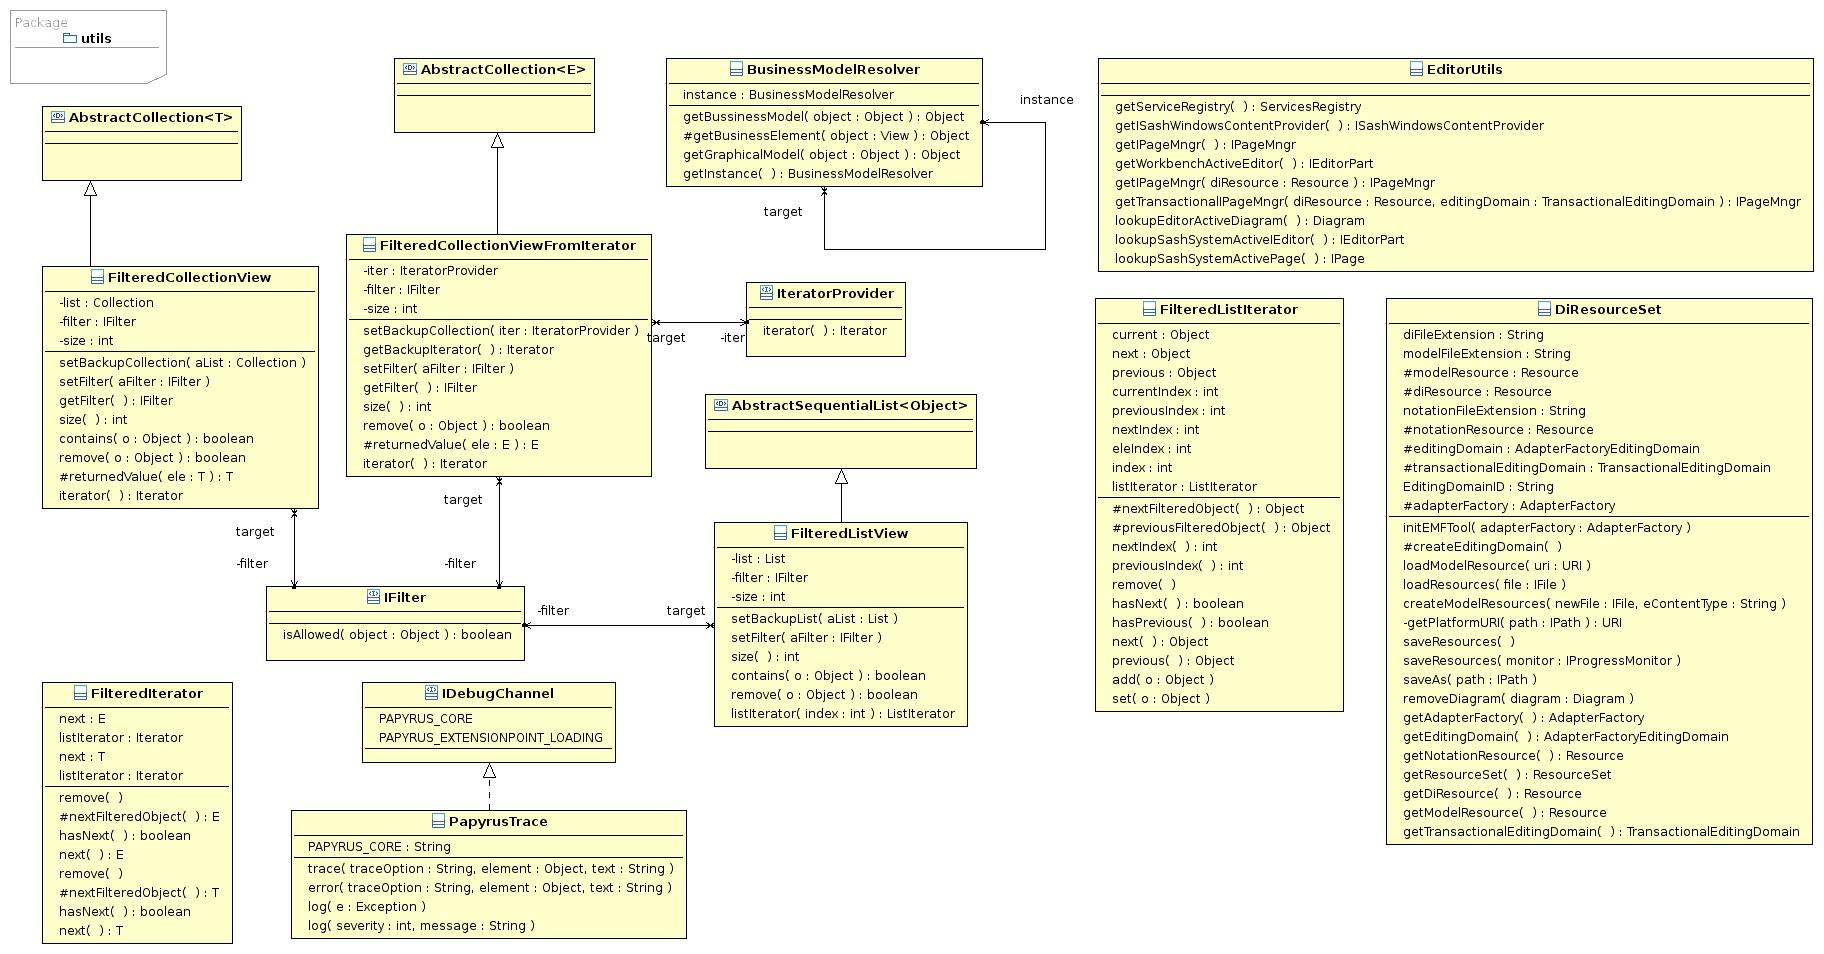 Package
utils
AbstractCollection<T>
AbstractCollection<E>
BusinessModelResolver
instance : BusinessModelResolver
getBussinessModel( object : Object ) : Object
#getBusinessElement( object : View ) : Object
getGraphicalModel( object : Object ) : Object
getInstance(  ) : BusinessModelResolver
instance
target
EditorUtils
getServiceRegistry(  ) : ServicesRegistry
getISashWindowsContentProvider(  ) : ISashWindowsContentProvider
getIPageMngr(  ) : IPageMngr
getWorkbenchActiveEditor(  ) : IEditorPart
getIPageMngr( diResource : Resource ) : IPageMngr
getTransactionalIPageMngr( diResource : Resource, editingDomain : TransactionalEditingDomain ) : IPageMngr
lookupEditorActiveDiagram(  ) : Diagram
lookupSashSystemActiveIEditor(  ) : IEditorPart
lookupSashSystemActivePage(  ) : IPage
FilteredCollectionView
-list : Collection
-filter : IFilter
-size : int
setBackupCollection( aList : Collection )
setFilter( aFilter : IFilter )
getFilter(  ) : IFilter
size(  ) : int
contains( o : Object ) : boolean
remove( o : Object ) : boolean
#returnedValue( ele : T ) : T
iterator(  ) : Iterator
target
-filter
FilteredCollectionViewFromIterator
-iter : IteratorProvider
-filter : IFilter
-size : int
setBackupCollection( iter : IteratorProvider )
getBackupIterator(  ) : Iterator
setFilter( aFilter : IFilter )
getFilter(  ) : IFilter
size(  ) : int
remove( o : Object ) : boolean
#returnedValue( ele : E ) : E
iterator(  ) : Iterator
target
-filter
target
-iter
IteratorProvider
iterator(  ) : Iterator
AbstractSequentialList<Object>
FilteredListView
-list : List
-filter : IFilter
-size : int
setBackupList( aList : List )
setFilter( aFilter : IFilter )
size(  ) : int
contains( o : Object ) : boolean
remove( o : Object ) : boolean
listIterator( index : int ) : ListIterator
-filter
target
IFilter
isAllowed( object : Object ) : boolean
FilteredListIterator
current : Object
next : Object
previous : Object
currentIndex : int
previousIndex : int
nextIndex : int
eleIndex : int
index : int
listIterator : ListIterator
#nextFilteredObject(  ) : Object
#previousFilteredObject(  ) : Object
nextIndex(  ) : int
previousIndex(  ) : int
remove(  )
hasNext(  ) : boolean
hasPrevious(  ) : boolean
next(  ) : Object
previous(  ) : Object
add( o : Object )
set( o : Object )
DiResourceSet
diFileExtension : String
modelFileExtension : String
#modelResource : Resource
#diResource : Resource
notationFileExtension : String
#notationResource : Resource
#editingDomain : AdapterFactoryEditingDomain
#transactionalEditingDomain : TransactionalEditingDomain
EditingDomainID : String
#adapterFactory : AdapterFactory
initEMFTool( adapterFactory : AdapterFactory )
#createEditingDomain(  )
loadModelResource( uri : URI )
loadResources( file : IFile )
createModelResources( newFile : IFile, eContentType : String )
-getPlatformURI( path : IPath ) : URI
saveResources(  )
saveResources( monitor : IProgressMonitor )
saveAs( path : IPath )
removeDiagram( diagram : Diagram )
getAdapterFactory(  ) : AdapterFactory
getEditingDomain(  ) : AdapterFactoryEditingDomain
getNotationResource(  ) : Resource
getResourceSet(  ) : ResourceSet
getDiResource(  ) : Resource
getModelResource(  ) : Resource
getTransactionalEditingDomain(  ) : TransactionalEditingDomain
FilteredIterator
next : E
listIterator : Iterator
next : T
listIterator : Iterator
remove(  )
#nextFilteredObject(  ) : E
hasNext(  ) : boolean
next(  ) : E
remove(  )
#nextFilteredObject(  ) : T
hasNext(  ) : boolean
next(  ) : T
IDebugChannel
PAPYRUS_CORE
PAPYRUS_EXTENSIONPOINT_LOADING
PapyrusTrace
PAPYRUS_CORE : String
trace( traceOption : String, element : Object, text : String )
error( traceOption : String, element : Object, text : String )
log( e : Exception )
log( severity : int, message : String )